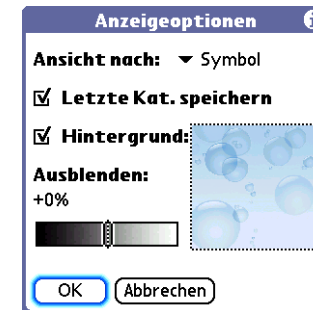 Anzeigeoptionen
Ansicht nach: Symbol
Letzte Kat. speichern
Hintergrund:
Ausblenden:
+0%
OK Abbrechen